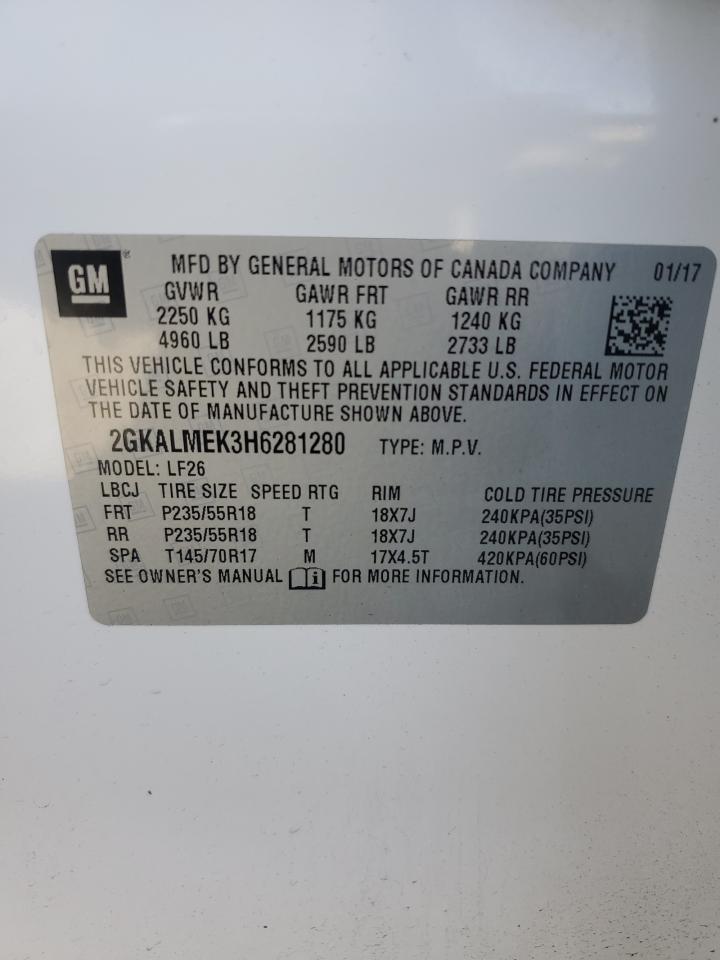 GM ®
MFD BY GENERAL MOTORS OF CANADA COMPANY 01/17
GVWR GAWR FRT GAWR RR
2250 KG 1175 KG 1240 KG
4960 LB 2590 LB 2733 LB
THIS VEHICLE CONFORMS TO ALL APPLICABLE U.S. FEDERAL MOTOR
VEHICLE SAFETY AND THEFT PREVENTION STANDARDS IN EFFECT ON
THE DATE OF MANUFACTURE SHOWN ABOVE.
2GKALMEK3H6281280 TYPE: M.P.V.
MODEL: LF26
LBCJ TIRE SIZE SPEED RTG RIM COLD TIRE PRESSURE
FRT P235/55R18 T 18X7J 240KPA(35PSI)
RR P235/55R18 T 18X7J 240KPA(35PSI)
SPA T145/70R17 M 17X4.5T 420KPA(60PSI)
SEE OWNER'S MANUAL i FOR MORE INFORMATION.